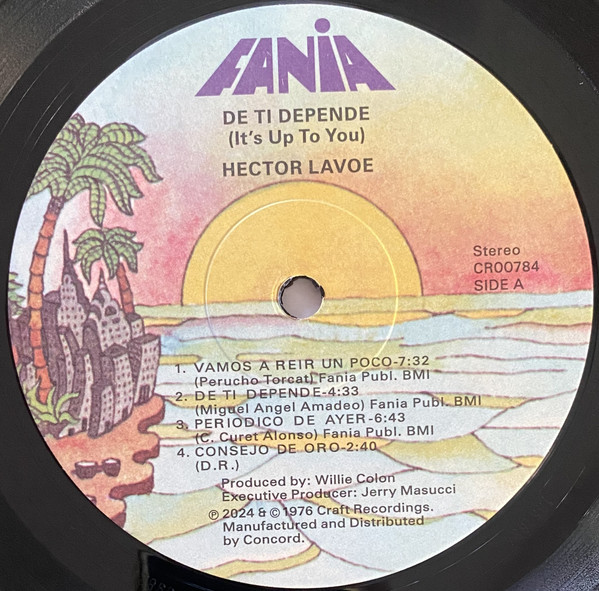 FANIA
DE TI DEPENDE
(It's Up To You)
HECTOR LAVOE
Stereo
CR00784
SIDE A
1. VAMOS A REIR UN POCO-7:32
(Perucho Torcat) Fania Publ. BMI
2. DE TI DEPENDE-4:33
(Miguel Angel Amadeo) Fania Publ. BMI
3. PERIODICO DE AYER-6:43
(C. Curet Alonso) Fania Publ. BMI
4. CONSEJO DE ORO-2:40
(D.R.)
Produced by: Willie Colon
Executive Producer: Jerry Masucci
℗ 2024 & © 1976 Craft Recordings.
Manufactured and Distributed
by Concord.